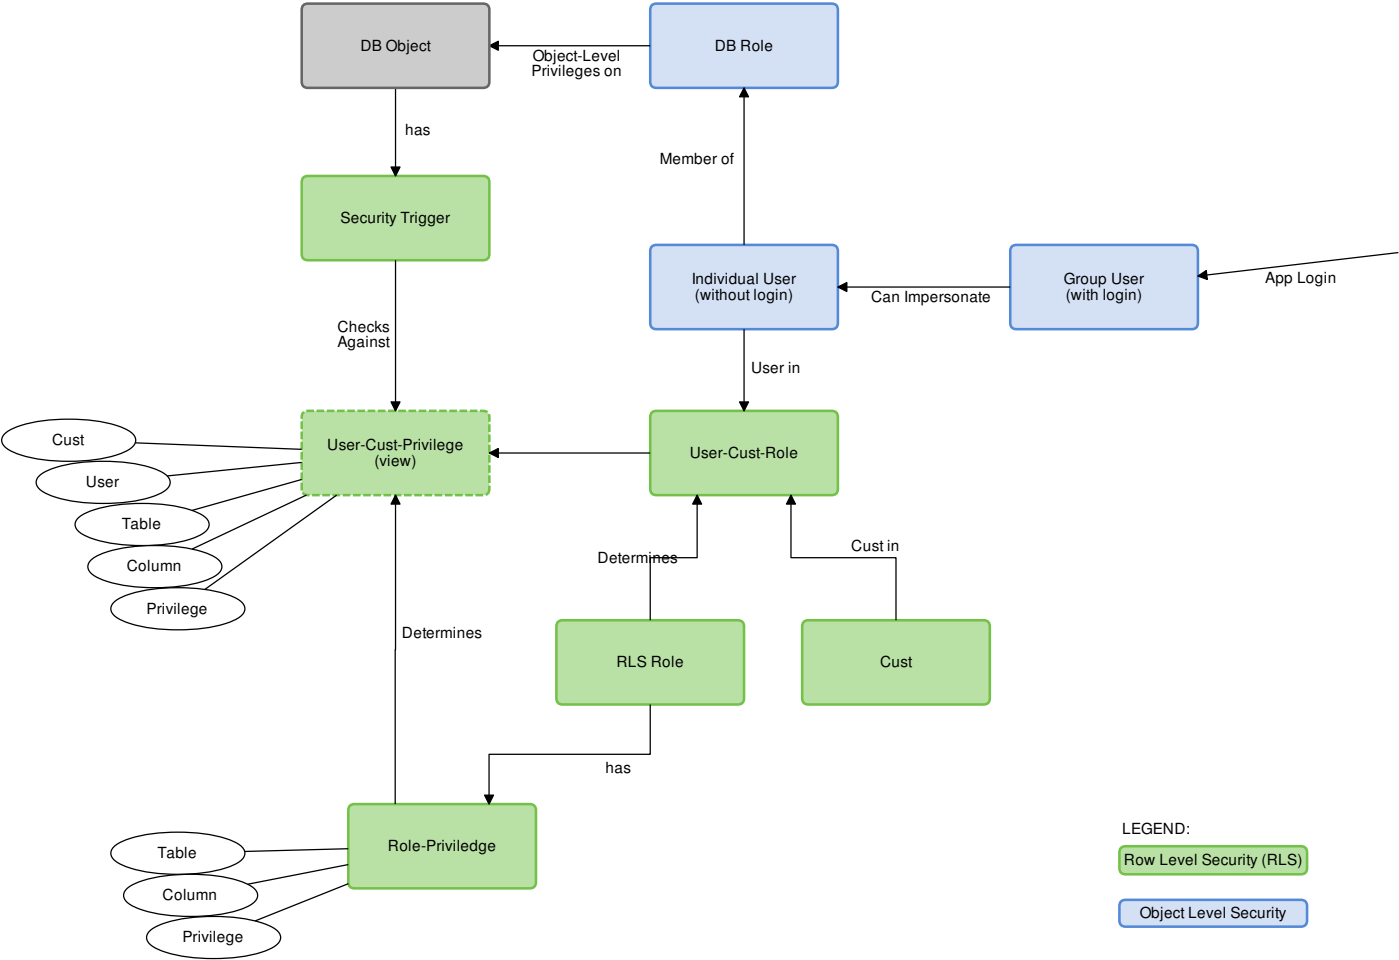 DB Object
DB Role
Object-Level
Privileges on
has
Member of
Security Trigger
Individual User
(without login)
Group User
(with login)
App Login
Can Impersonate
Checks
Against
User in
Cust
User
Table
Column
Privilege
User-Cust-Privilege
(view)
User-Cust-Role
Determines
Cust in
Determines
RLS Role
Cust
has
Role-Priviledge
Table
Column
Privilege
LEGEND:
Row Level Security (RLS)
Object Level Security